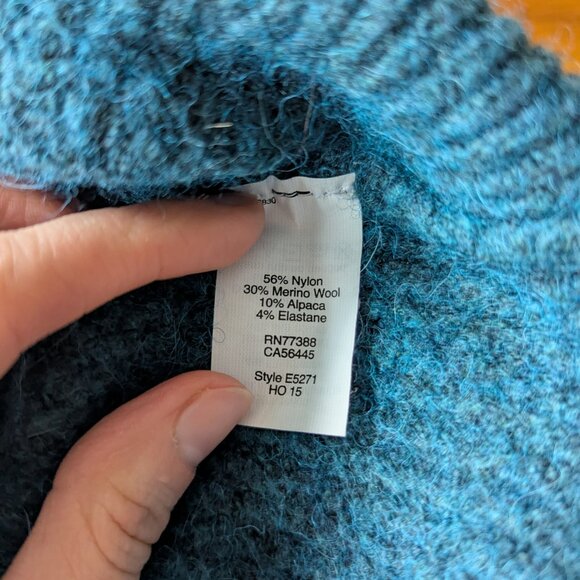 56% Nylon
30% Merino Wool
10% Alpaca
4% Elastane
RN77388
CA56445
Style E5271
HO 15